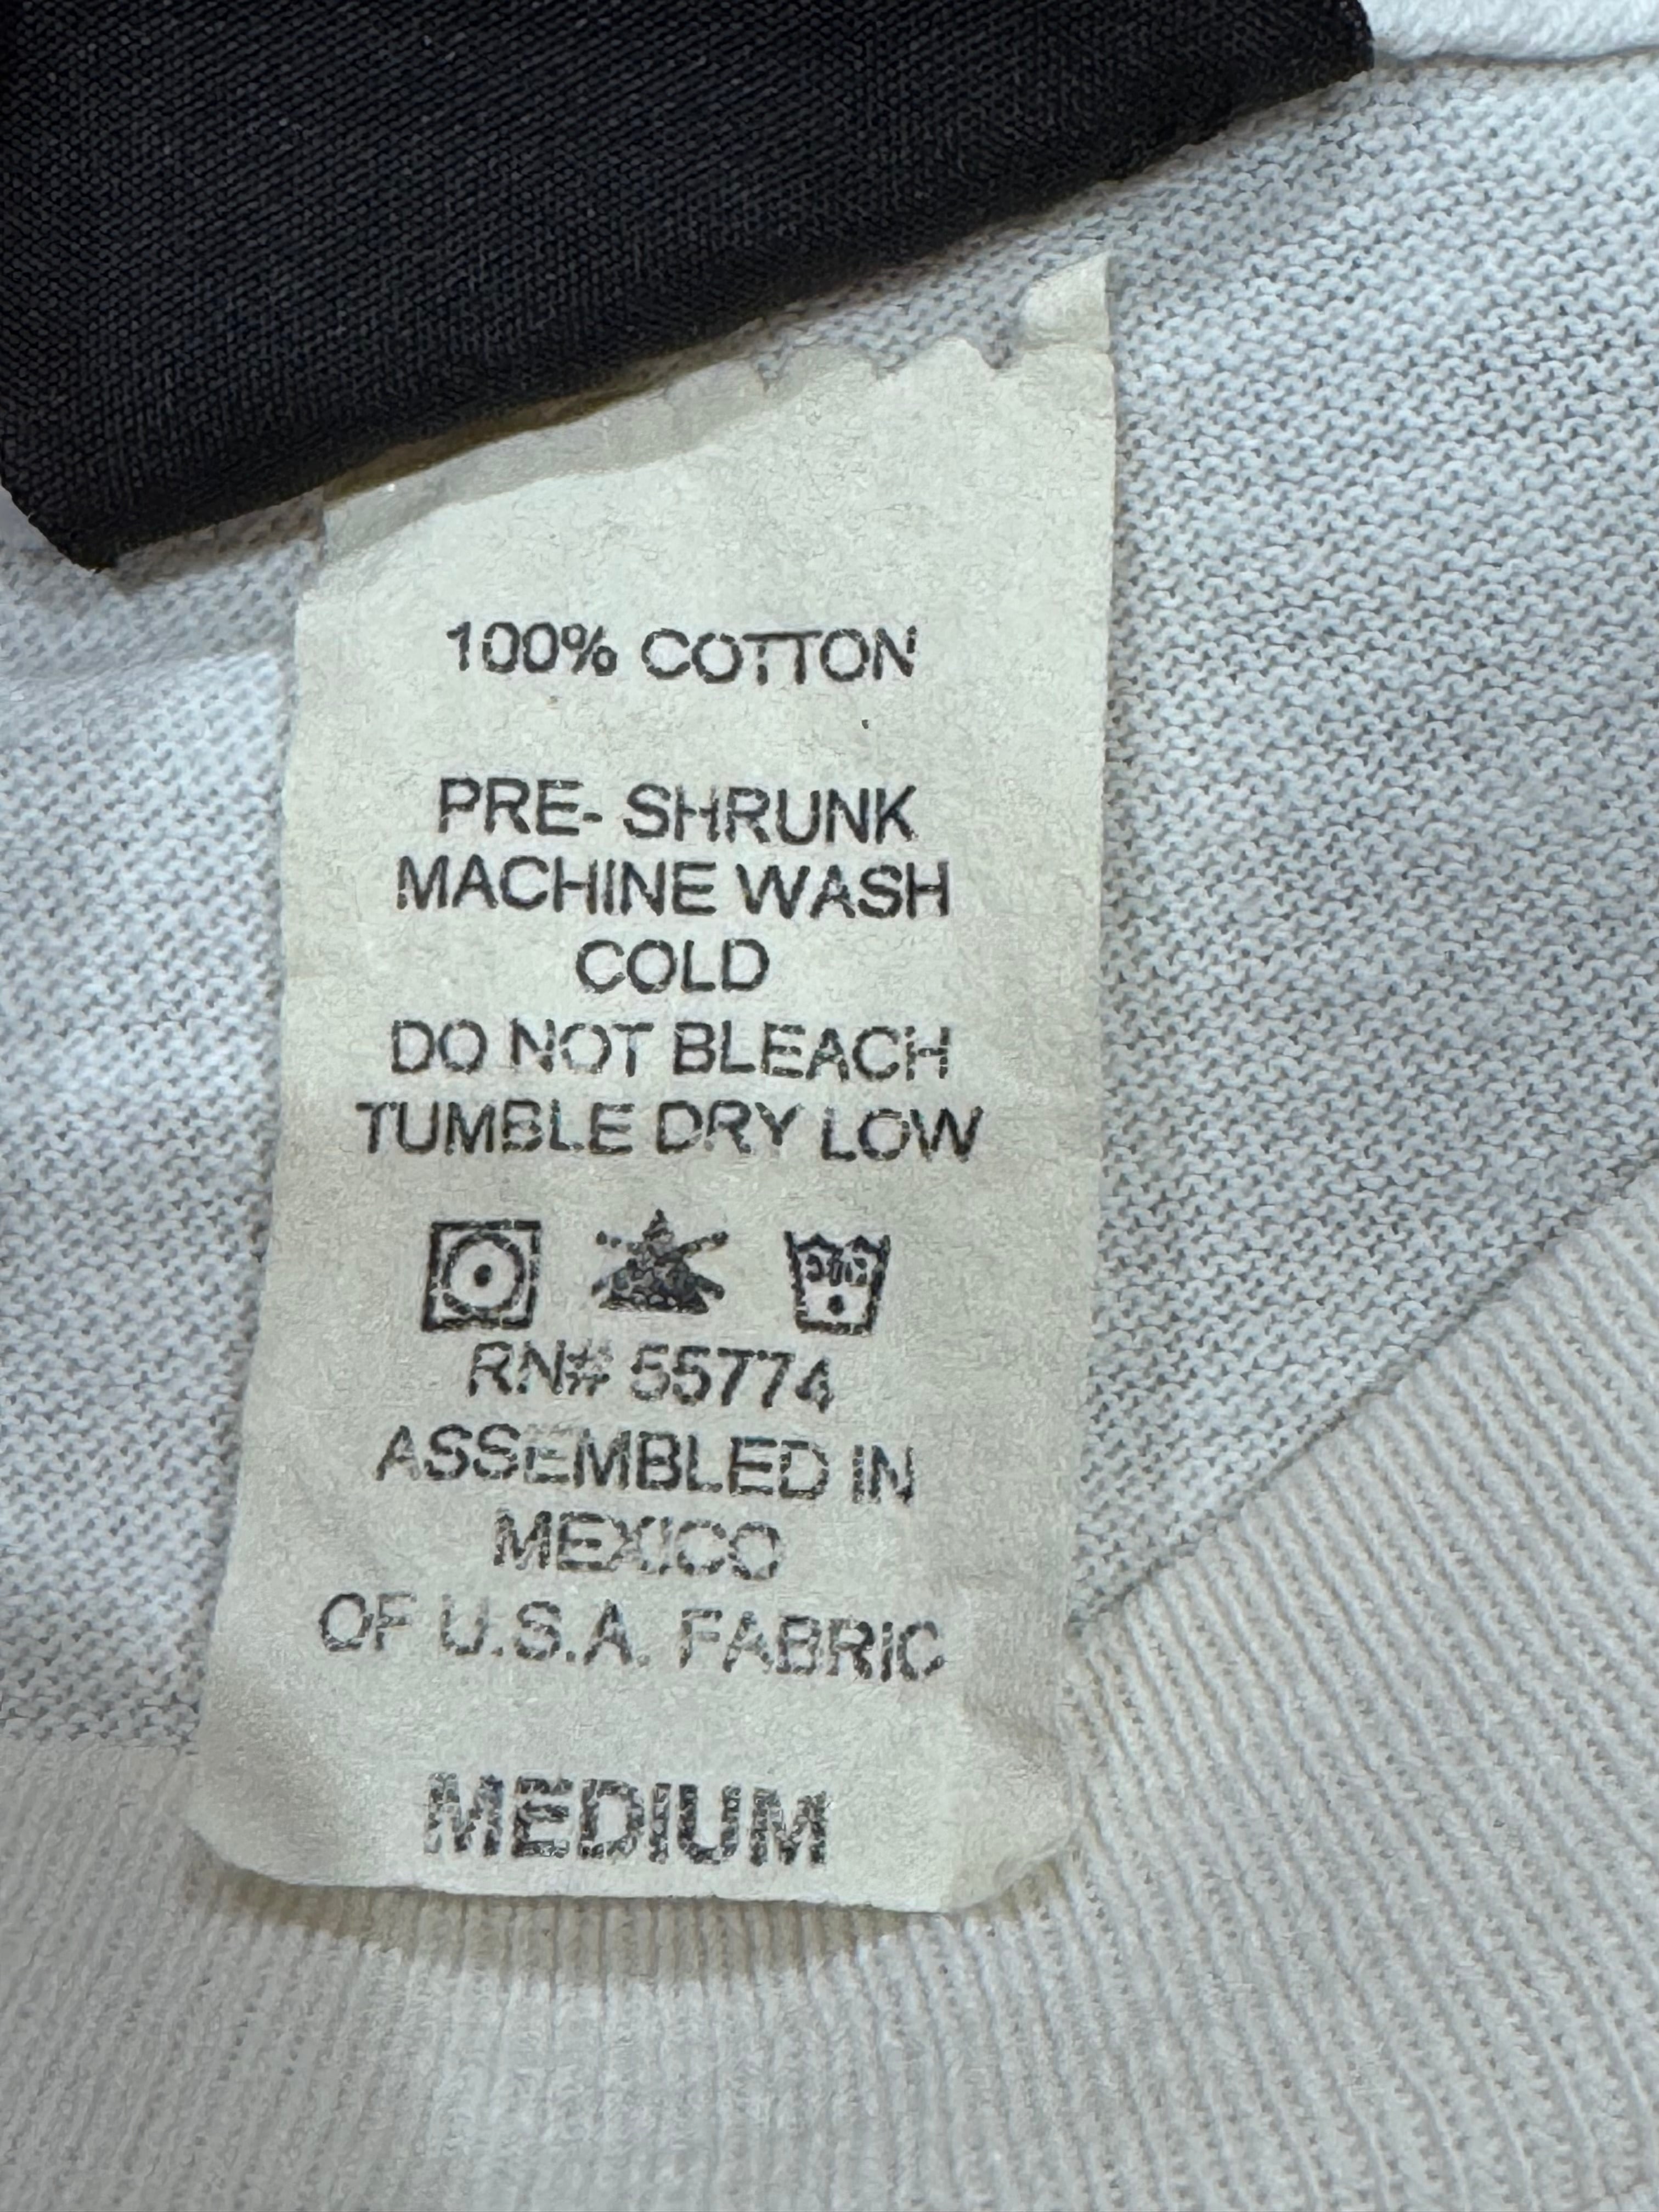 100% COTTON
PRE- SHRUNK
MACHINE WASH
COLD
DO NOT BLEACH
TUMBLE DRY LOW
RN# 55774
ASSEMBLED IN
MEXICO
OF U.S.A. FABRIC
MEDIUM